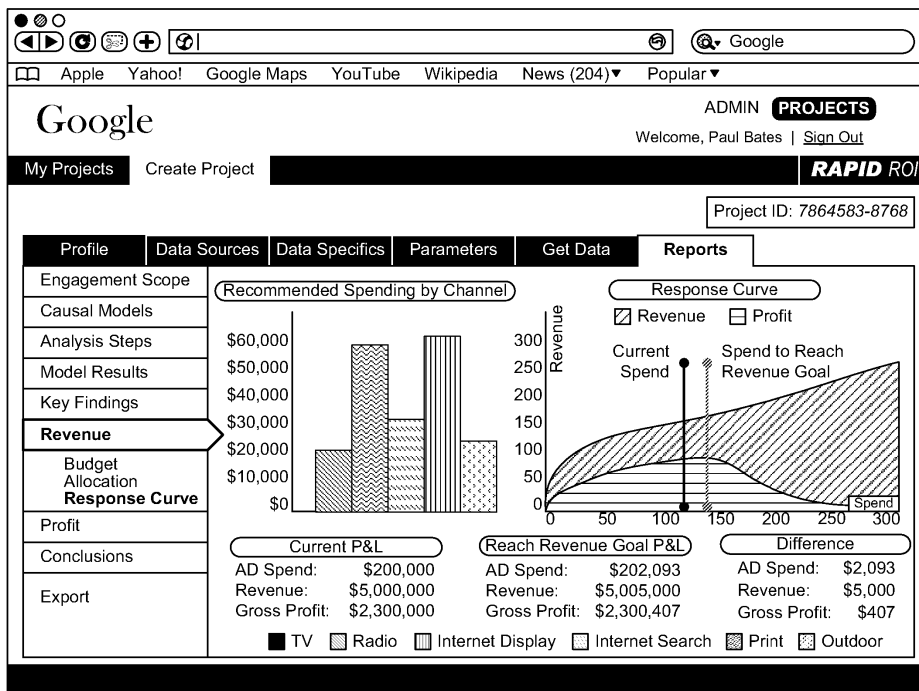 Google
Apple Yahoo! Google Maps YouTube Wikipedia News (204)▼ Popular ▼
Google
ADMIN PROJECTS
Welcome, Paul Bates | Sign Out
My Projects Create Project
RAPID ROI
Project ID: 7864583-8768
Profile Data Sources Data Specifics Parameters Get Data Reports
Engagement Scope
Causal Models
Analysis Steps
Model Results
Key Findings
Revenue
Budget
Allocation
Response Curve
Profit
Conclusions
Export
Recommended Spending by Channel
$60,000
$50,000
$40,000
$30,000
$20,000
$10,000
$0
Response Curve
Revenue Profit
Revenue
Current Spend
Spend to Reach Revenue Goal
300
250
200
150
100
50
0
Spend
0 50 100 150 200 250 300
Current P&L
AD Spend: $200,000
Revenue: $5,000,000
Gross Profit: $2,300,000
Reach Revenue Goal P&L
AD Spend: $202,093
Revenue: $5,005,000
Gross Profit: $2,300,407
Difference
AD Spend: $2,093
Revenue: $5,000
Gross Profit: $407
TV Radio Internet Display Internet Search Print Outdoor